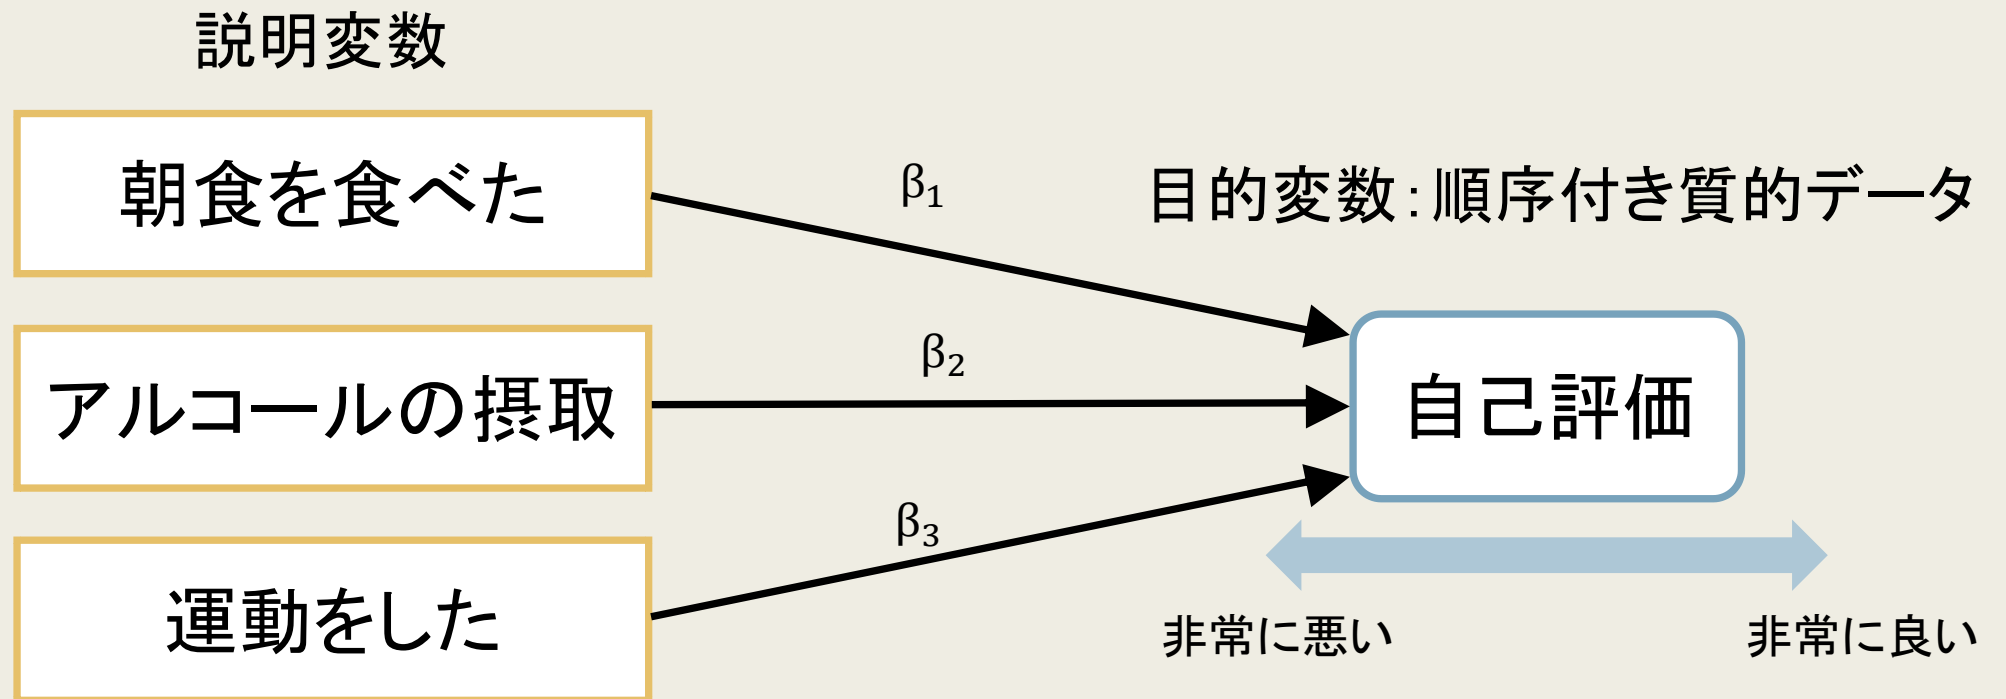 説明変数
朝食を食べた
β₁
目的変数:順序付き質的データ
アルコールの摂取
β₂
自己評価
運動をした
β₃
非常に悪い
非常に良い